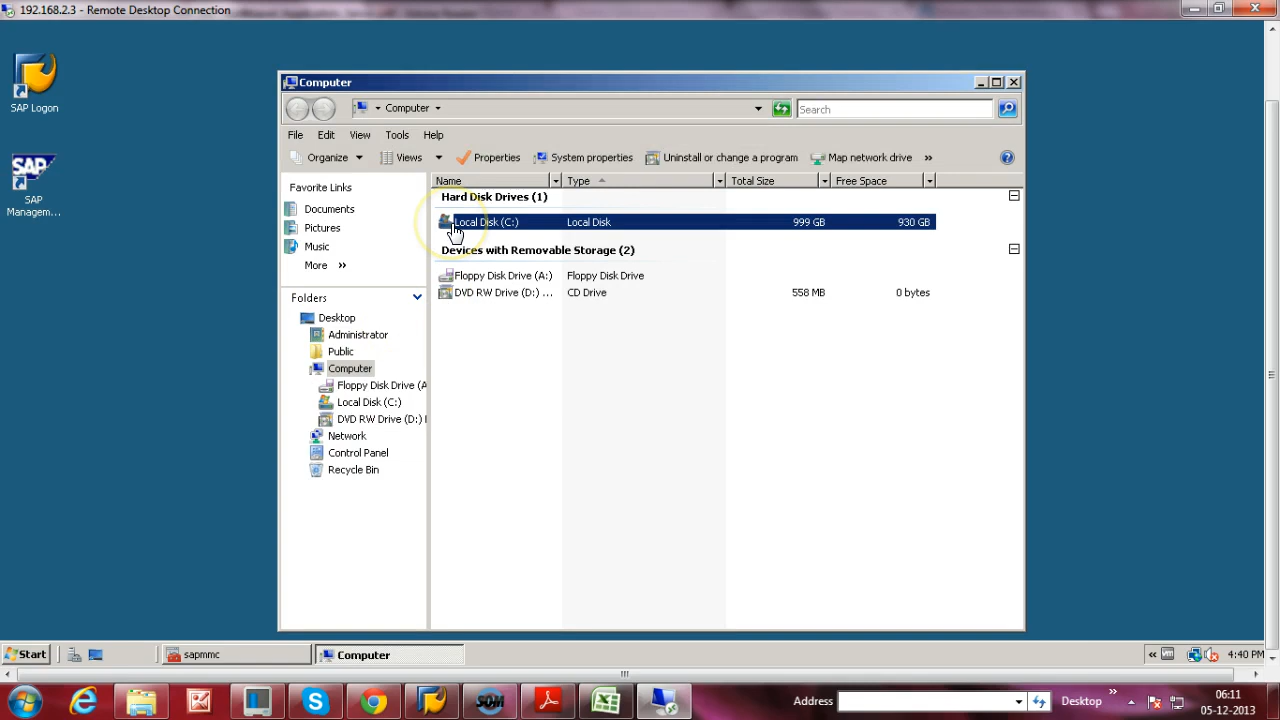 192.168.2.3 - Remote Desktop Connection
SAP Logon
SAP
Managem...
Computer
Computer
Search
File Edit View Tools Help
Organize Views Properties System properties Uninstall or change a program Map network drive »
Favorite Links
Documents
Pictures
Music
More »
Folders
Desktop
Administrator
Public
Computer
Floppy Disk Drive (A
Local Disk (C:)
DVD RW Drive (D:)
Network
Control Panel
Recycle Bin
Name Type Total Size Free Space
Hard Disk Drives (1)
Local Disk (C:) Local Disk 999 GB 930 GB
Devices with Removable Storage (2)
Floppy Disk Drive (A:) Floppy Disk Drive
DVD RW Drive (D:) ... CD Drive 558 MB 0 bytes
Start sapmmc Computer « 4:40 PM
Address Desktop » 06:11
05-12-2013